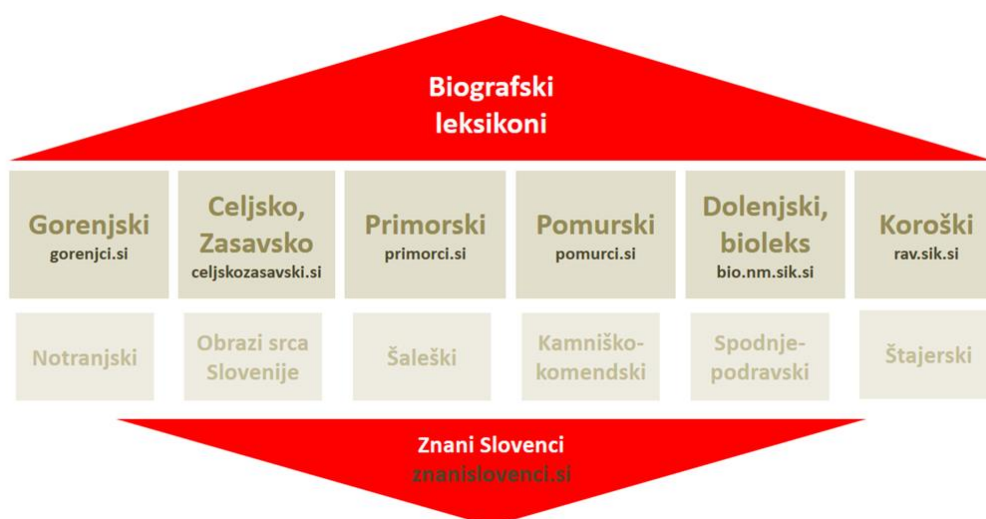 Biografski
leksikoni
Gorenjski
gorenjci.si
Celjsko,
Zasavsko
celjskozasavski.si
Primorski
primorci.si
Pomurski
pomurci.si
Dolenjski,
bioleks
bio.nm.sik.si
Koroški
rav.sik.si
Notranjski
Obrazi srca
Slovenije
Šaleški
Kamniško-
komendski
Spodnje-
podravski
Štajerski
Znani Slovenci
znanislovenci.si